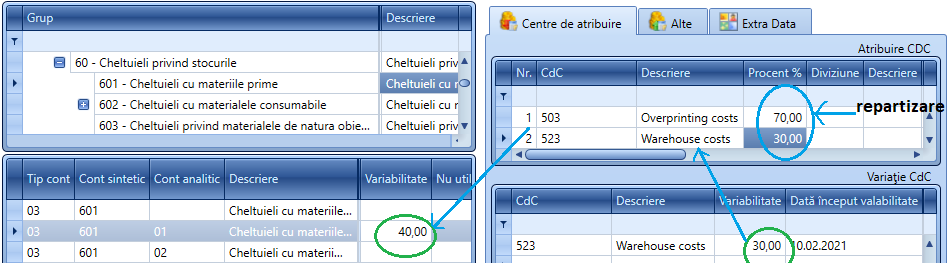 Grup Descriere
60 - Cheltuieli privind stocurile Cheltuieli priv
601 - Cheltuieli cu materiile prime Cheltuieli cu r
602 - Cheltuieli cu materialele consumabile Cheltuieli cu r
603 - Cheltuieli privind materialele de natura obie... Cheltuieli priv
Tip cont Cont sintetic Cont analitic Descriere Variabilitate Nu util
03 601 Cheltuieli cu materiile...
03 601 01 Cheltuieli cu materiile... 40,00
03 601 02 Cheltuieli cu materiile...
Centre de atribuire Alte Extra Data
Atribuire CDC
Nr. CdC Descriere Procent % Diviziune Descriere
1 503 Overprinting costs 70,00
2 523 Warehouse costs 30,00
repartizare
Variație CdC
CdC Descriere Variabilitate Dată început valabilitate
523 Warehouse costs 30,00 10.02.2021